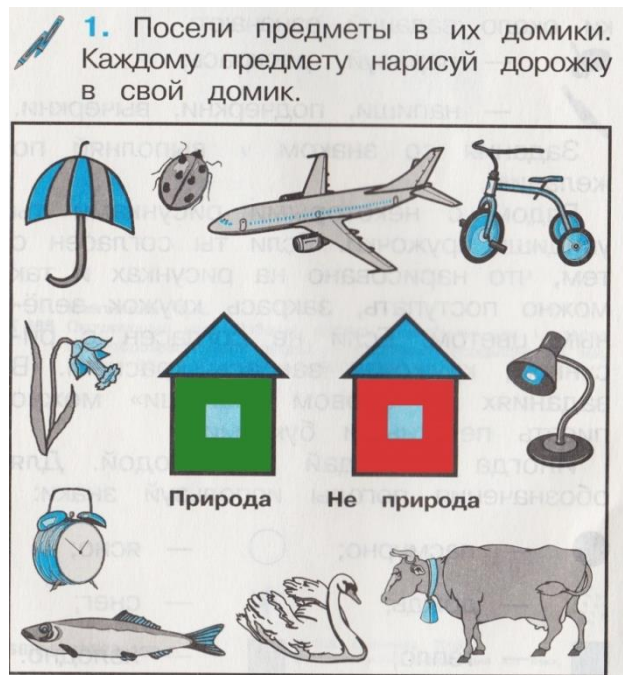 1. Посели предметы в их домики.
Каждому предмету нарисуй дорожку
в свой домик.
Природа
Не природа